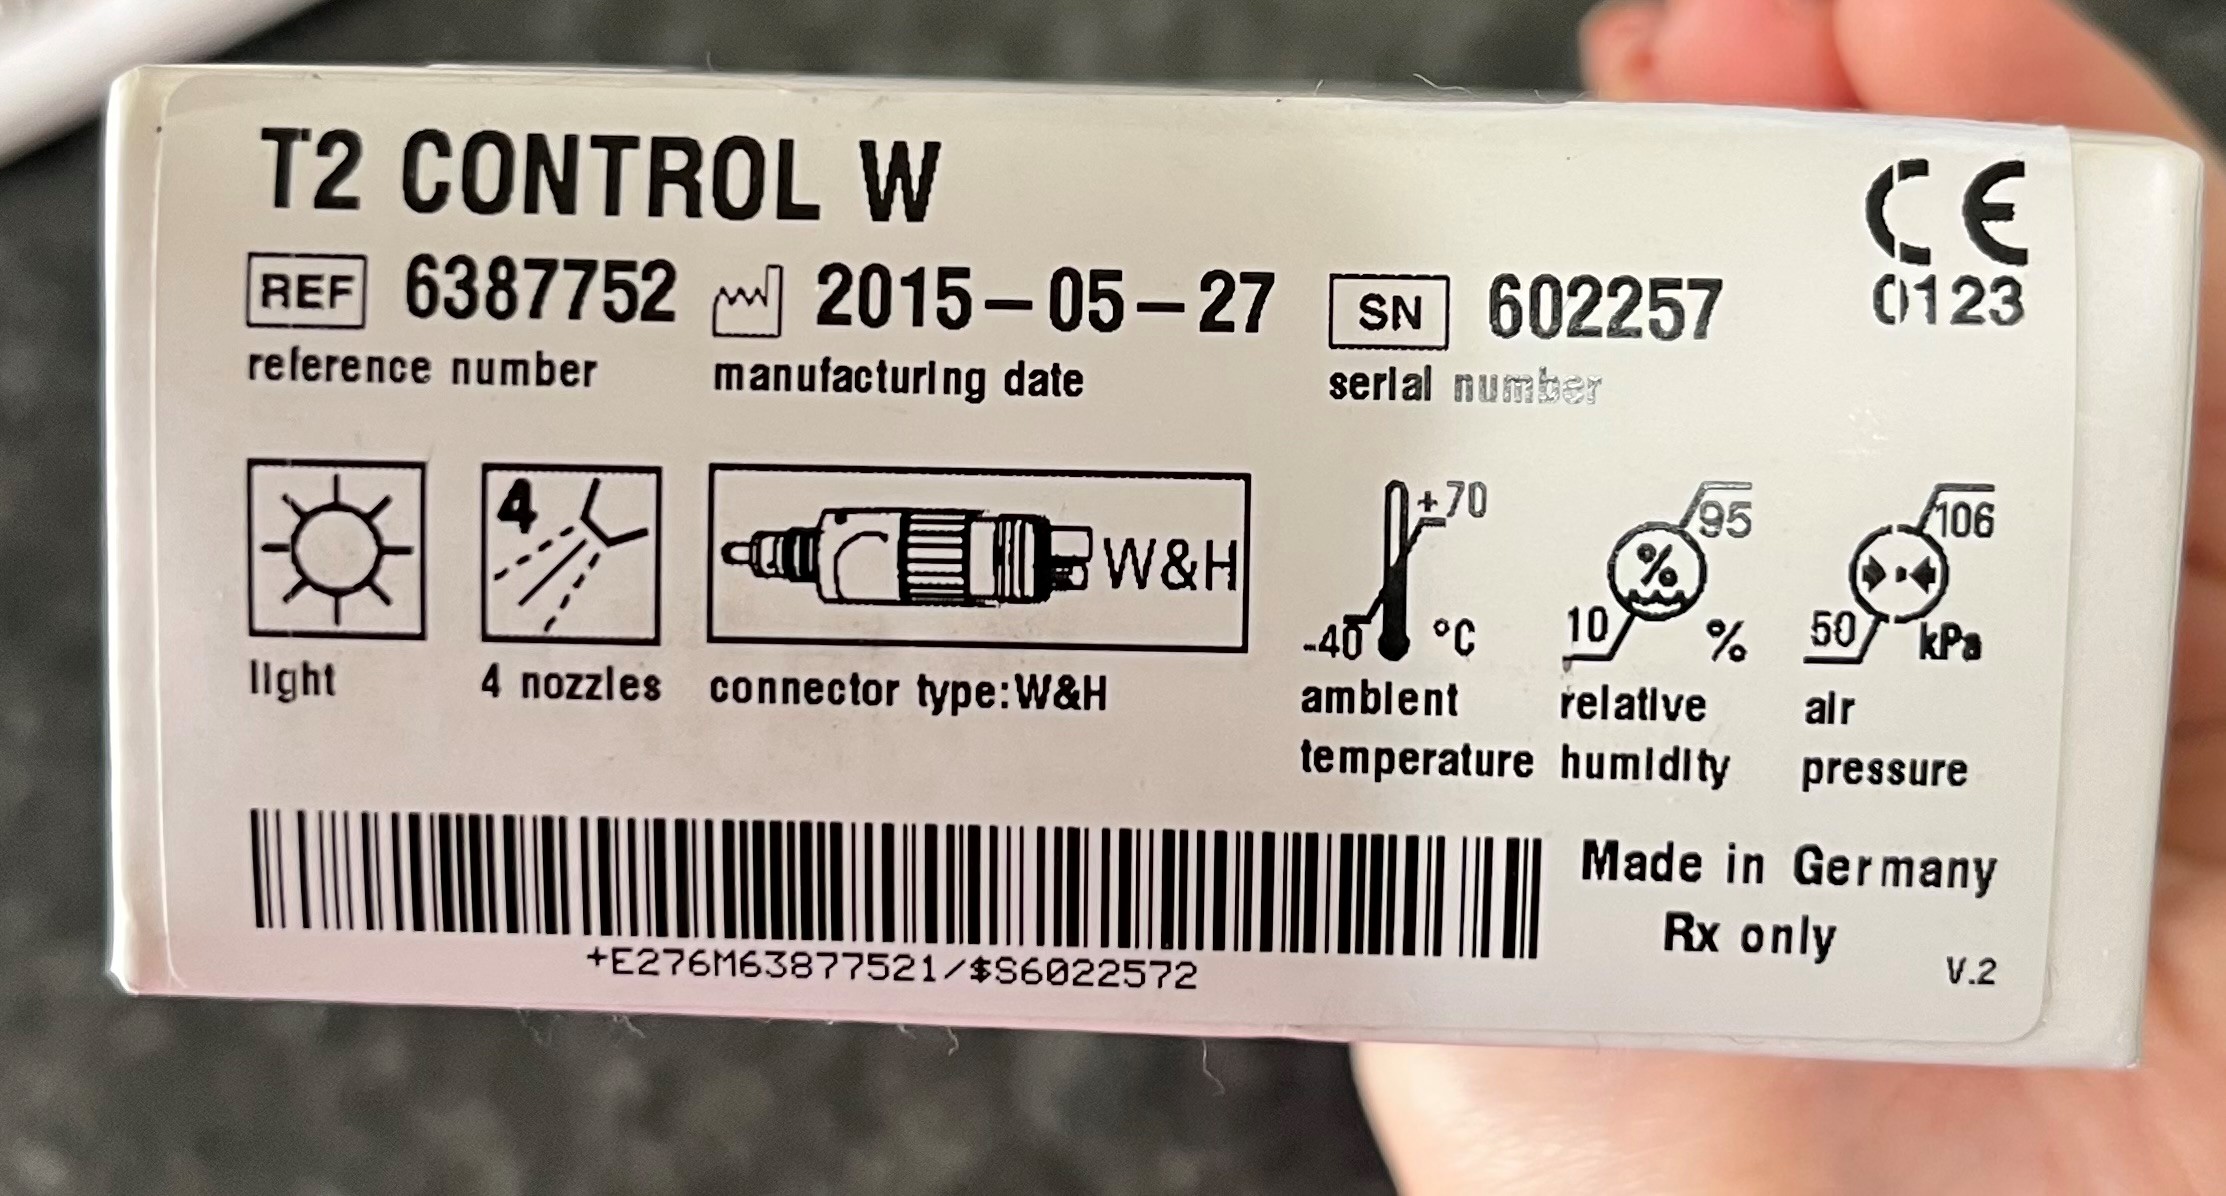 T2 CONTROL W
CE
REF 6387752 2015-05-27 SN 602257 0123
reference number manufacturing date serial number
4 W&H +70 -40 °C 95 10 % % 106 50 kPa
light 4 nozzles connector type:W&H ambient temperature relative humidity air pressure
Made in Germany
Rx only
+E276M63877521/$S6022572
V.2